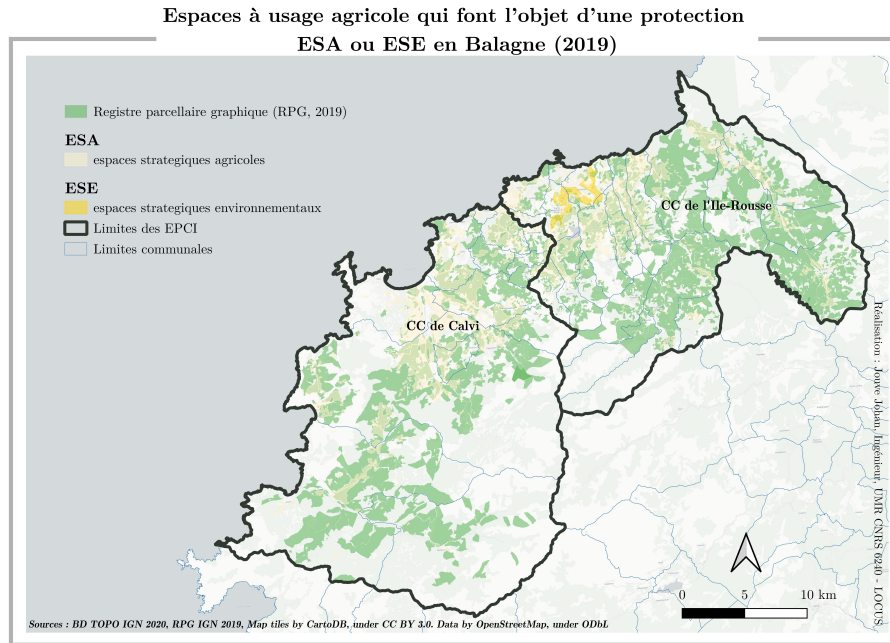 Espaces à usage agricole qui font l'objet d'une protection
ESA ou ESE en Balagne (2019)
Registre parcellaire graphique (RPG, 2019)
ESA
espaces strategiques agricoles
ESE
espaces strategiques environnementaux
Limites des EPCI
Limites communales
CC de l'Ile-Rousse
CC de Calvi
Réalisation : Jouve Johan, Ingénieur, UMR CNRS 6240 - LOCUS
0 5 10 km
Sources : BD TOPO IGN 2020, RPG IGN 2019, Map tiles by CartoDB, under CC BY 3.0. Data by OpenStreetMap, under ODbL